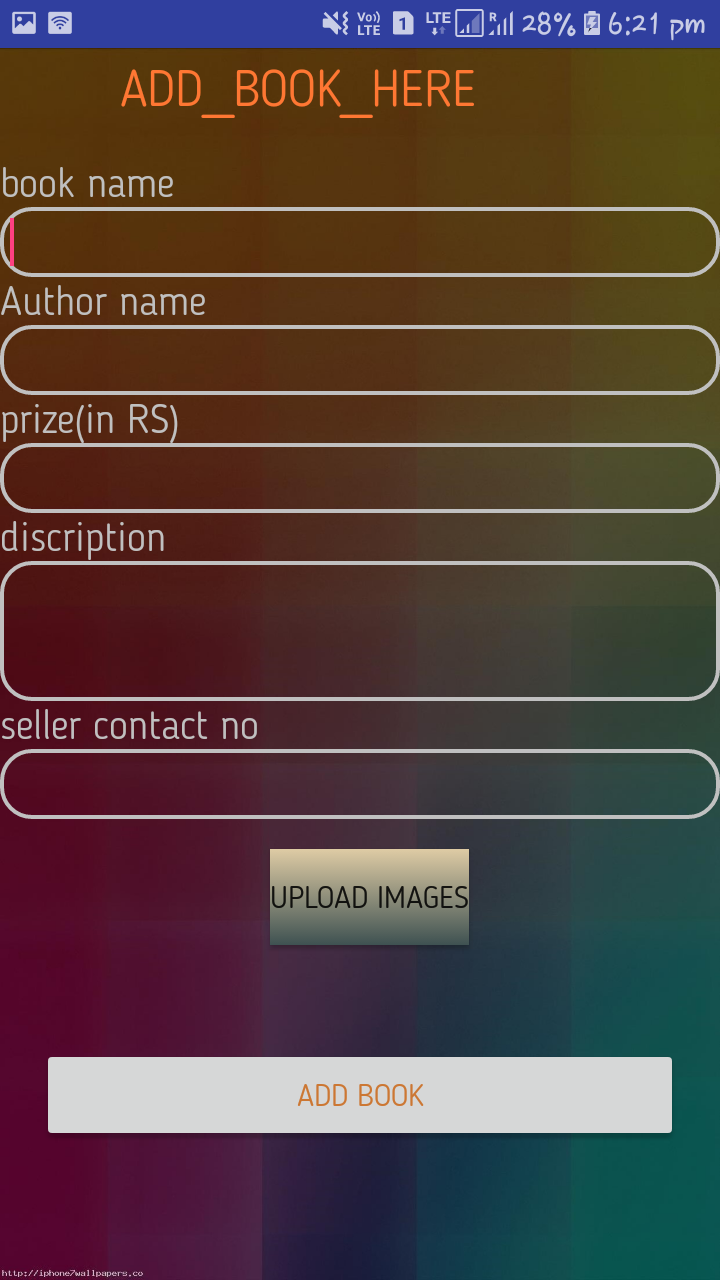 Vo))
LTE
1
LTE
R
28%
6:21 pm
ADD_BOOK_HERE
book name
Author name
prize(in RS)
discription
seller contact no
UPLOAD IMAGES
ADD BOOK
http://iphone7wallpapers.co